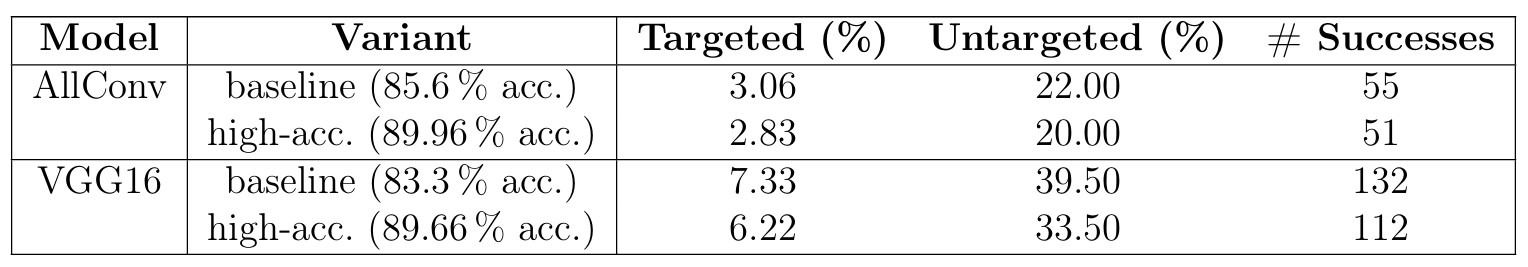 Model Variant Targeted (%) Untargeted (%) # Successes
AllConv baseline (85.6 % acc.) 3.06 22.00 55
high-acc. (89.96 % acc.) 2.83 20.00 51
VGG16 baseline (83.3 % acc.) 7.33 39.50 132
high-acc. (89.66 % acc.) 6.22 33.50 112